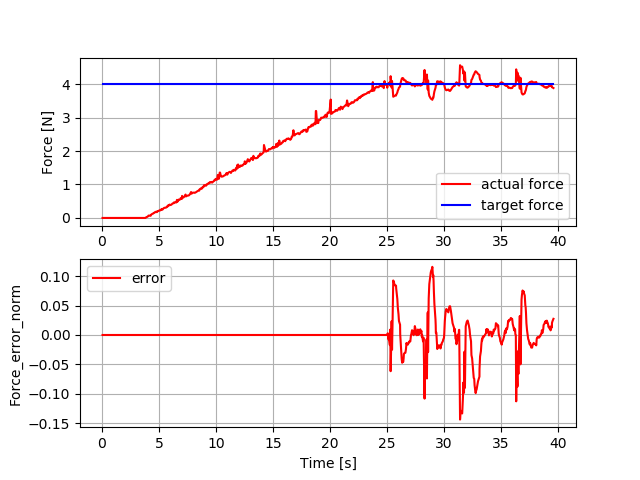 Force [N]
4
3
2
1
0
0 5 10 15 20 25 30 35 40
actual force
target force
Force_error_norm
0.10
0.05
0.00
−0.05
−0.10
−0.15
error
0 5 10 15 20 25 30 35 40
Time [s]